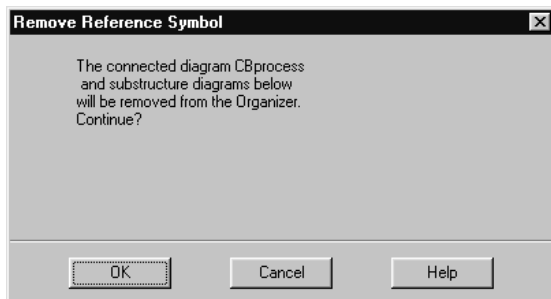 Remove Reference Symbol
The connected diagram CBprocess
and substructure diagrams below
will be removed from the Organizer.
Continue?
OK
Cancel
Help